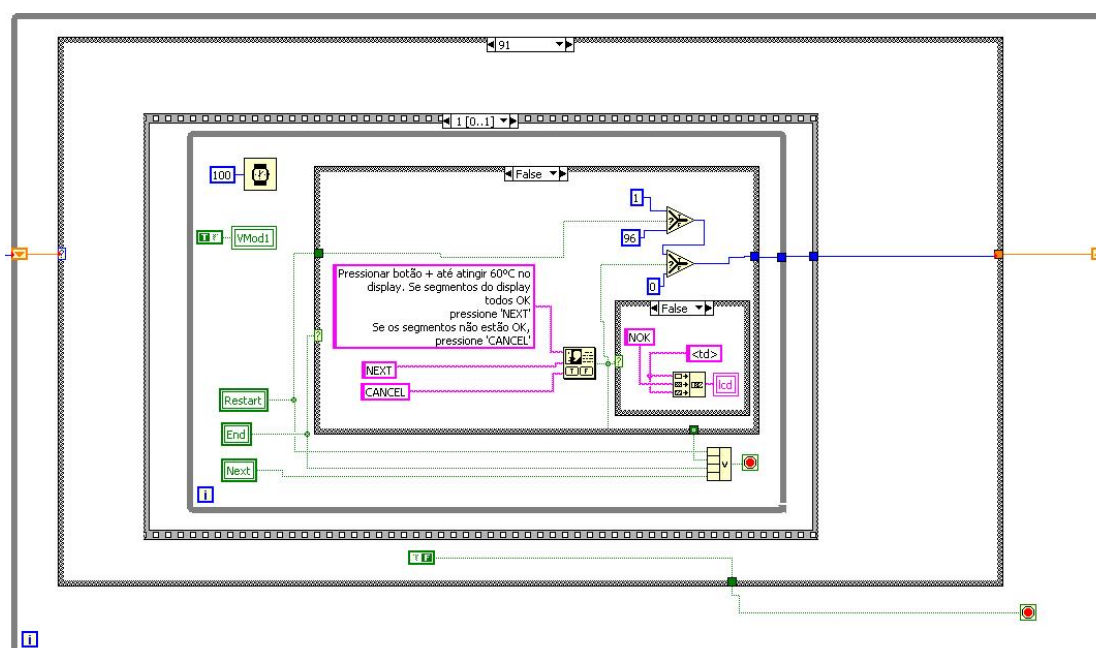 91
1 [0..1]
100
False
1
VMod1
96
Pressionar botão + até atingir 60ºC no
display. Se segmentos do display
todos OK
pressione 'NEXT'
Se os segmentos não estão OK,
pressione 'CANCEL'
0
False
NOK
<td>
NEXT
T F
lcd
CANCEL
Restart
End
Next
v
i
T F
i